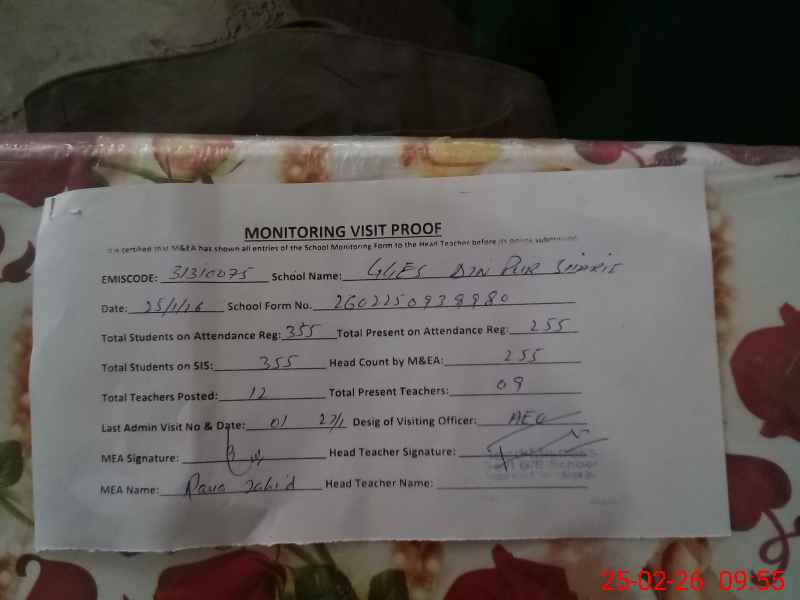 MONITORING VISIT PROOF
It is certified that M&EA has shown all entries of the School Monitoring Form to the Head Teacher before its online submission
EMISCODE: 31310075 School Name: GGES DIN PUR
Date: 25/1/26 School Form No. 2602250938980
Total Students on Attendance Reg: 355 Total Present on Attendance Reg: 255
Total Students on SIS: 355 Head Count by M&EA: 255
Total Teachers Posted: 12 Total Present Teachers: 09
Last Admin Visit No & Date: 01 27/1 Desig of Visiting Officer: AEO
MEA Signature: Head Teacher Signature:
MEA Name: Rana Zahid Head Teacher Name:
25-02-26 09:55